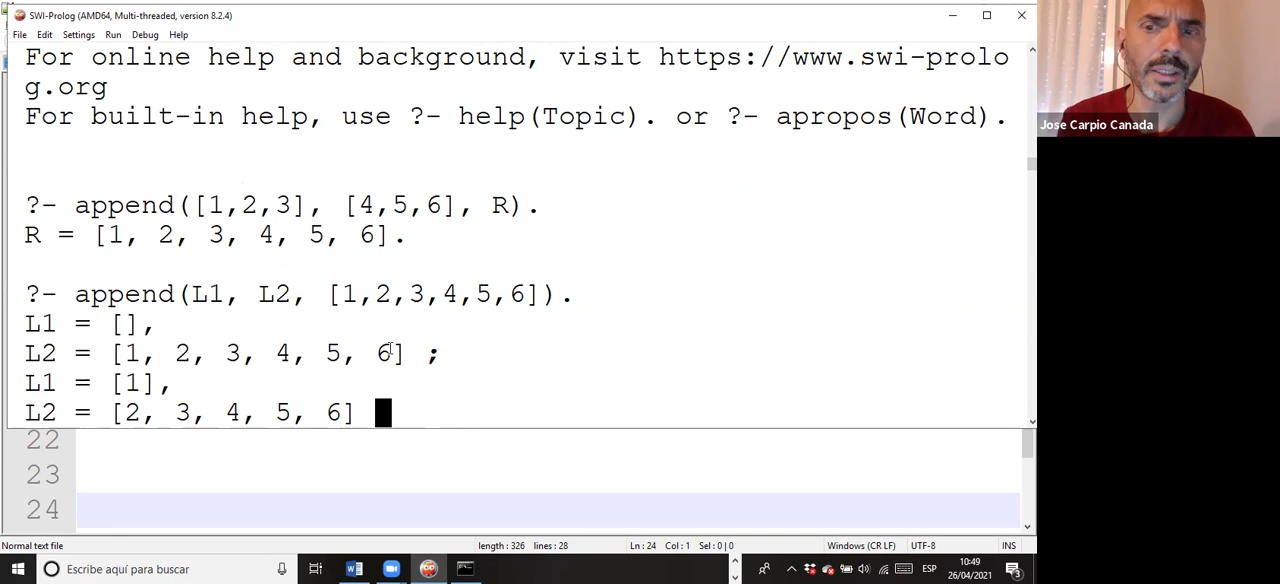 SWI-Prolog (AMD64, Multi-threaded, version 8.2.4)
File Edit Settings Run Debug Help
For online help and background, visit https://www.swi-prolo
g.org
For built-in help, use ?- help(Topic). or ?- apropos(Word).
?- append([1,2,3], [4,5,6], R).
R = [1, 2, 3, 4, 5, 6].
?- append(L1, L2, [1,2,3,4,5,6]).
L1 = [],
L2 = [1, 2, 3, 4, 5, 6] ;
L1 = [1],
L2 = [2, 3, 4, 5, 6]
Jose Carpio Canada
22
23
24
Normal text file length : 326 lines : 28 Ln : 24 Col : 1 Sel : 0 | 0 Windows (CR LF) UTF-8 INS
Escribe aquí para buscar
ESP
10:49
26/04/2021
3